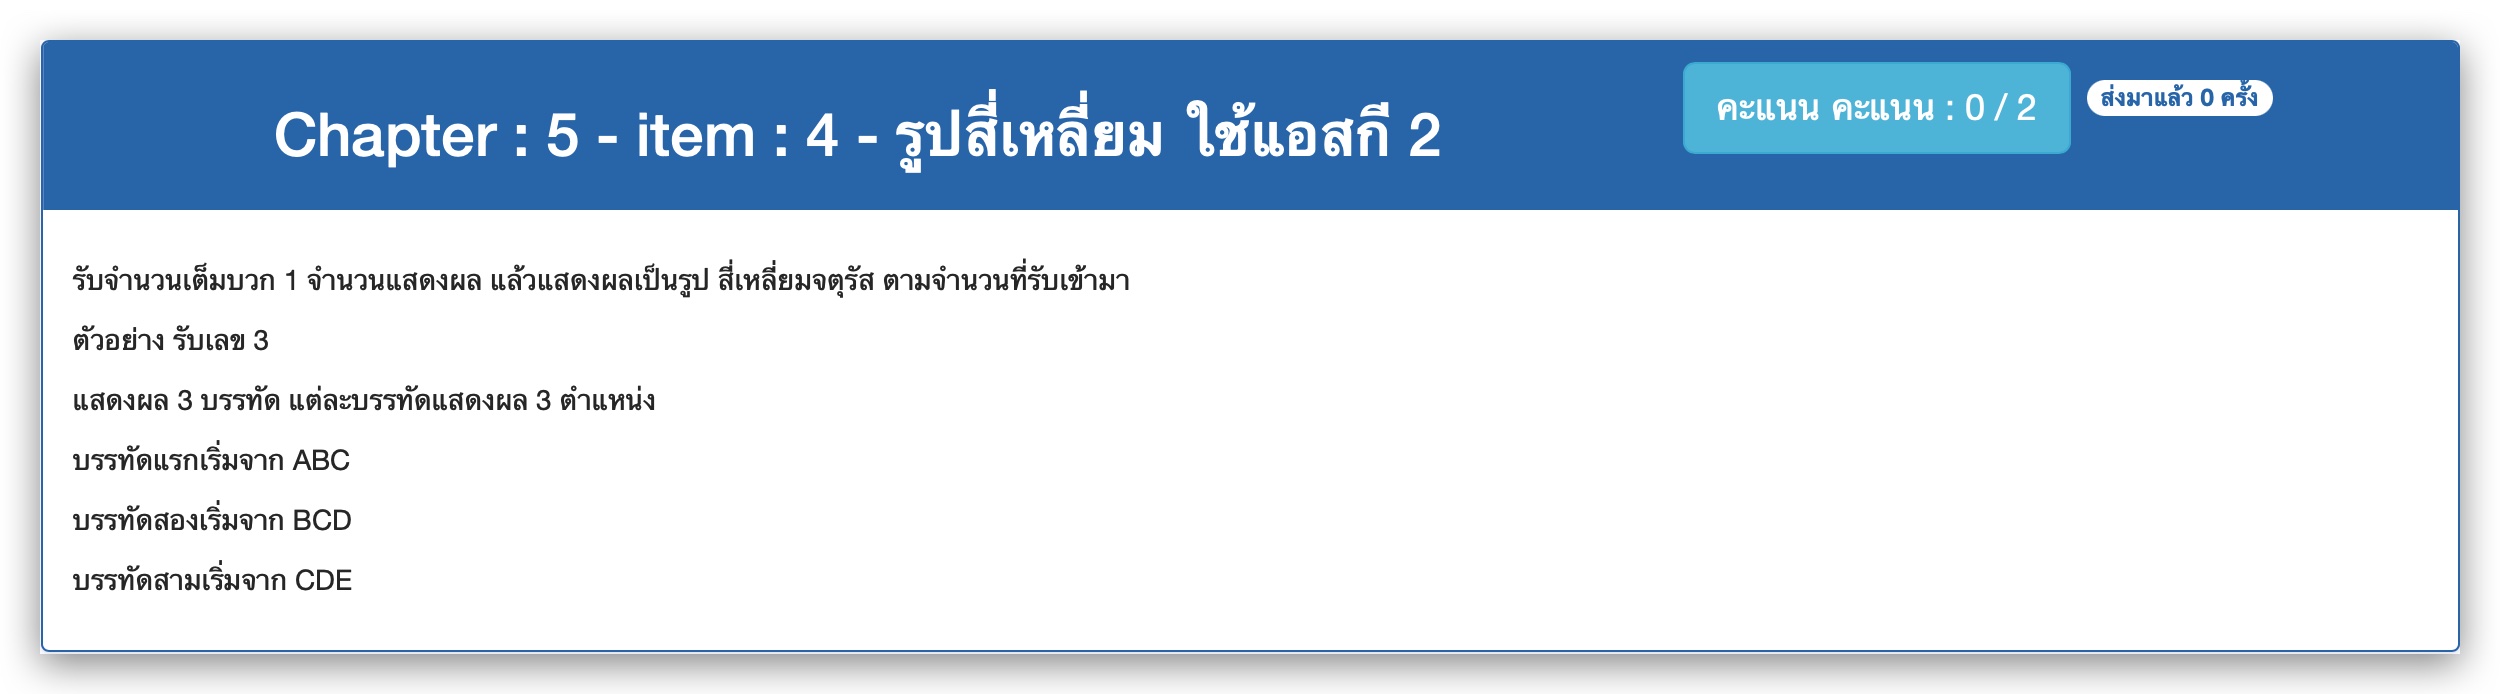 Chapter : 5 - item : 4 - รูปสี่เหลี่ยม ใช้แอสกี 2
คะแนน คะแนน : 0 / 2
ส่งมาแล้ว 0 ครั้ง
รับจำนวนเต็มบวก 1 จำนวนแสดงผล แล้วแสดงผลเป็นรูป สี่เหลี่ยมจตุรัส ตามจำนวนที่รับเข้ามา
ตัวอย่าง รับเลข 3
แสดงผล 3 บรรทัด แต่ละบรรทัดแสดงผล 3 ตำแหน่ง
บรรทัดแรกเริ่มจาก ABC
บรรทัดสองเริ่มจาก BCD
บรรทัดสามเริ่มจาก CDE